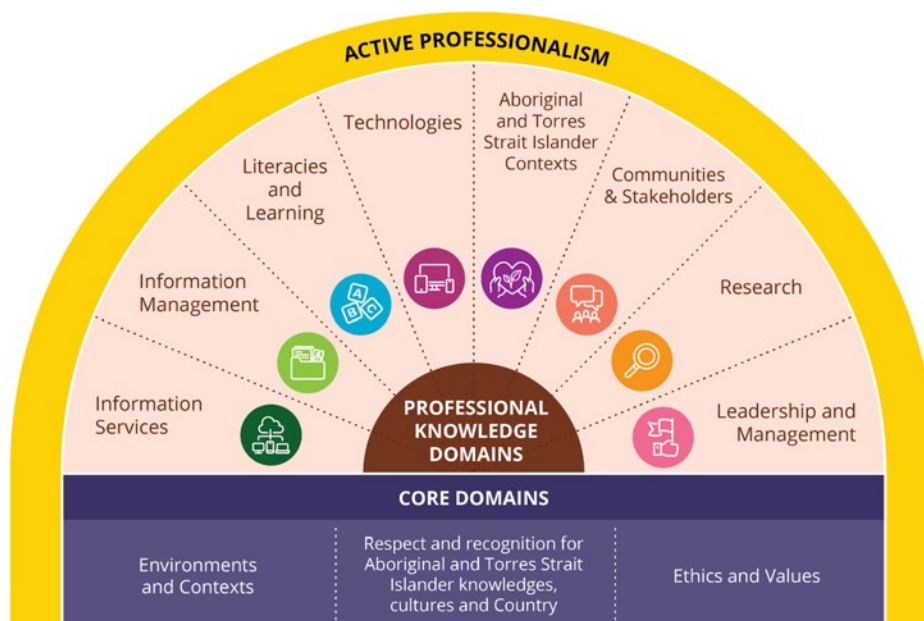 ACTIVE PROFESSIONALISM
Information
Services
Information
Management
Literacies
and
Learning
Technologies
Aboriginal
and Torres
Strait Islander
Contexts
Communities
& Stakeholders
Research
Leadership and
Management
A
B
C
PROFESSIONAL
KNOWLEDGE
DOMAINS
CORE DOMAINS
Environments
and Contexts
Respect and recognition for
Aboriginal and Torres Strait
Islander knowledges,
cultures and Country
Ethics and Values